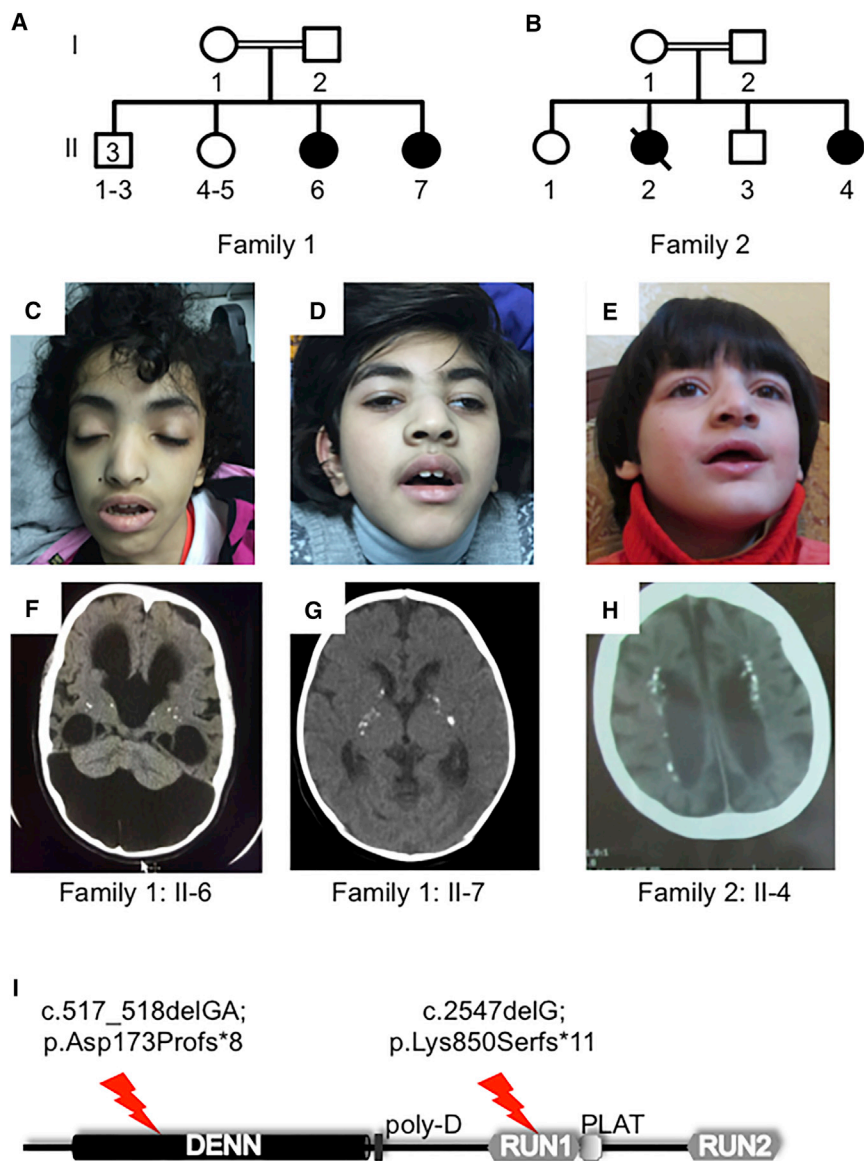 A
B
I
1
2
1
2
II
3
1-3
4-5
6
7
1
2
3
4
Family 1
Family 2
C
D
E
F
G
H
Family 1: II-6
Family 1: II-7
Family 2: II-4
I
c.517_518delGA;
p.Asp173Profs*8
c.2547delG;
p.Lys850Serfs*11
poly-D
PLAT
DENN
RUN1
RUN2